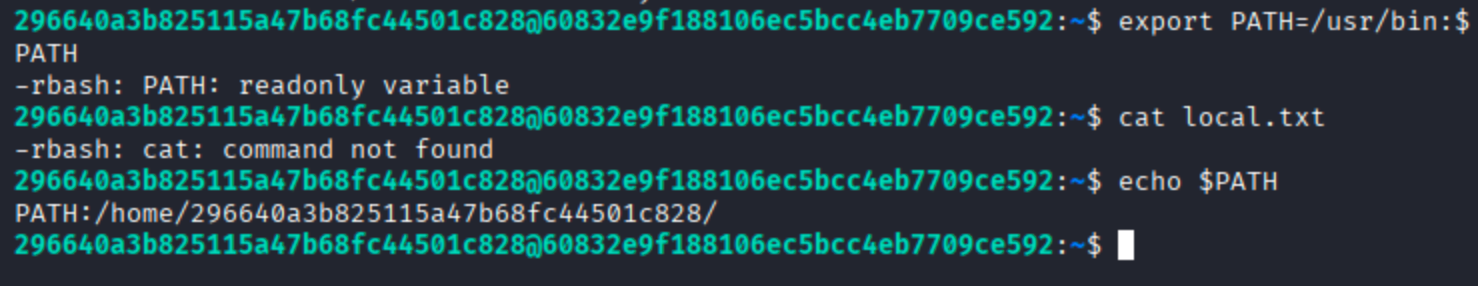 296640a3b825115a47b68fc44501c828@60832e9f188106ec5bcc4eb7709ce592:~$ export PATH=/usr/bin:$
PATH
-rbash: PATH: readonly variable
296640a3b825115a47b68fc44501c828@60832e9f188106ec5bcc4eb7709ce592:~$ cat local.txt
-rbash: cat: command not found
296640a3b825115a47b68fc44501c828@60832e9f188106ec5bcc4eb7709ce592:~$ echo $PATH
PATH:/home/296640a3b825115a47b68fc44501c828/
296640a3b825115a47b68fc44501c828@60832e9f188106ec5bcc4eb7709ce592:~$